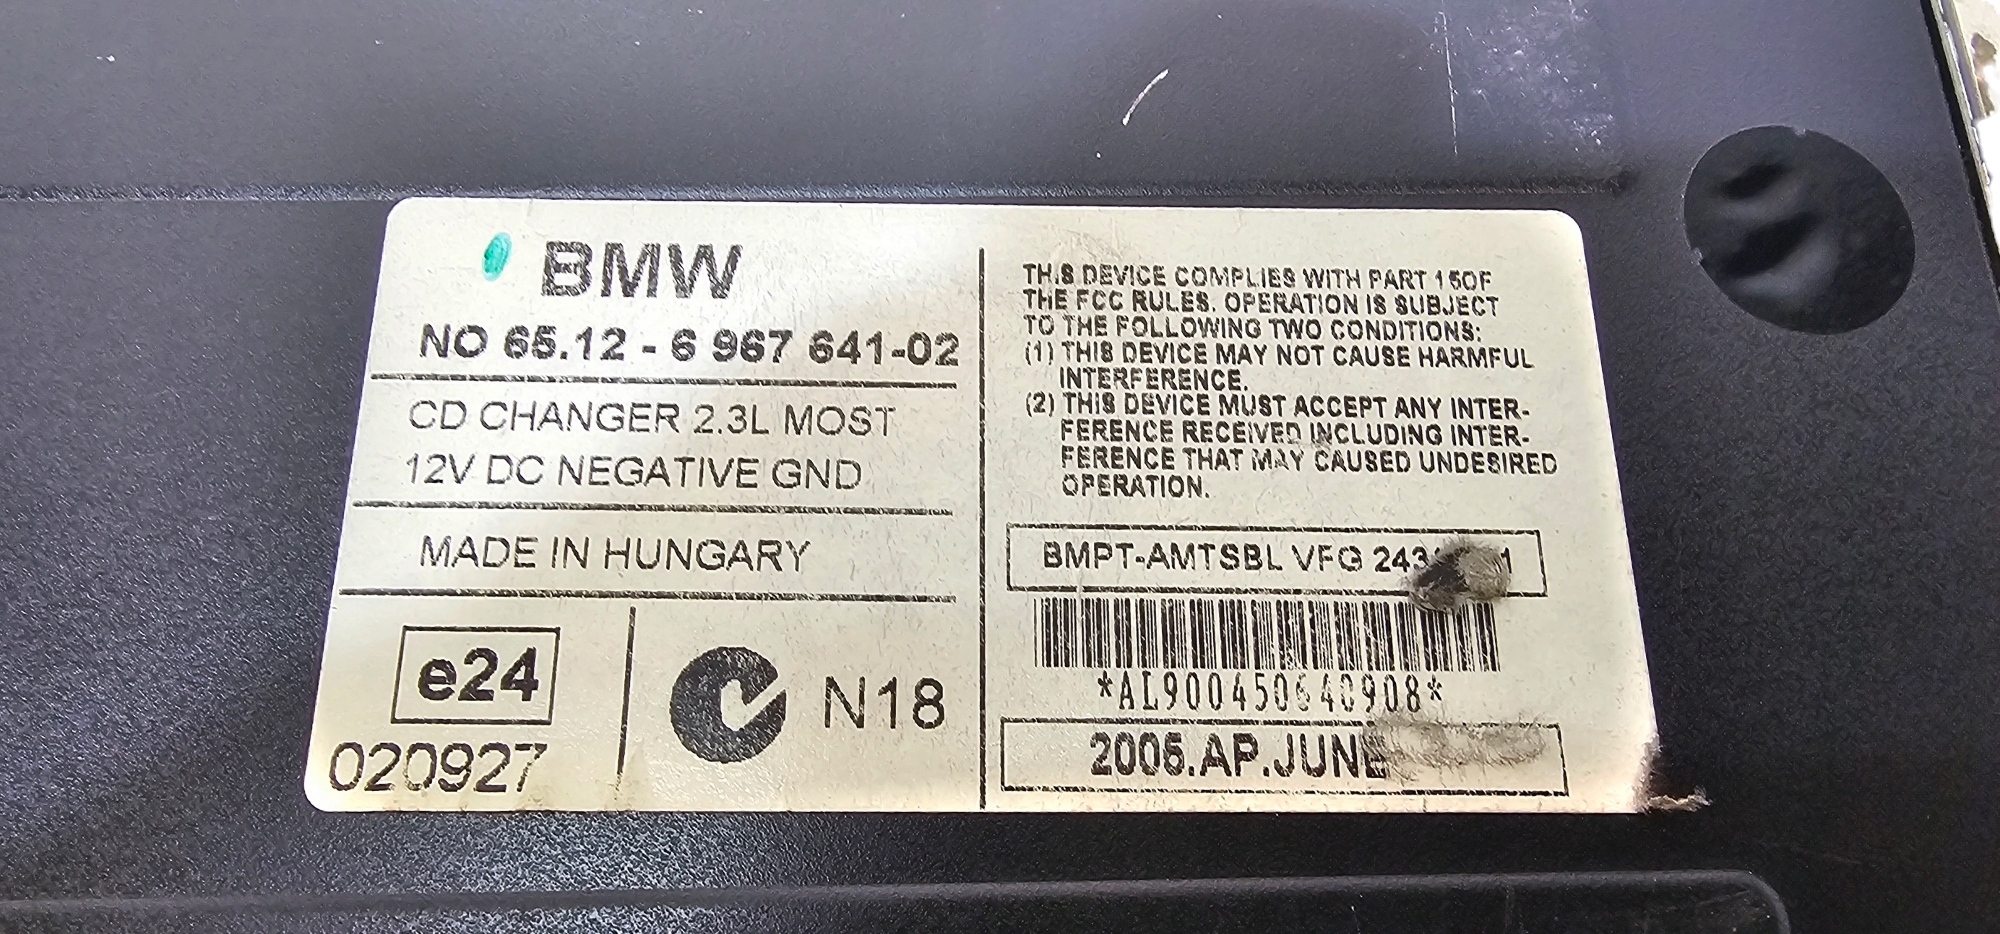 BMW
NO 65.12 - 6 967 641-02
CD CHANGER 2.3L MOST
12V DC NEGATIVE GND
MADE IN HUNGARY
e24
020927
N18
THIS DEVICE COMPLIES WITH PART 15OF
THE FCC RULES. OPERATION IS SUBJECT
TO THE FOLLOWING TWO CONDITIONS:
(1) THIS DEVICE MAY NOT CAUSE HARMFUL
INTERFERENCE.
(2) THIS DEVICE MUST ACCEPT ANY INTER-
FERENCE RECEIVED INCLUDING INTER-
FERENCE THAT MAY CAUSED UNDESIRED
OPERATION.
BMPT-AMTSBL VFG
*AL900450640908*
AP.JUNE